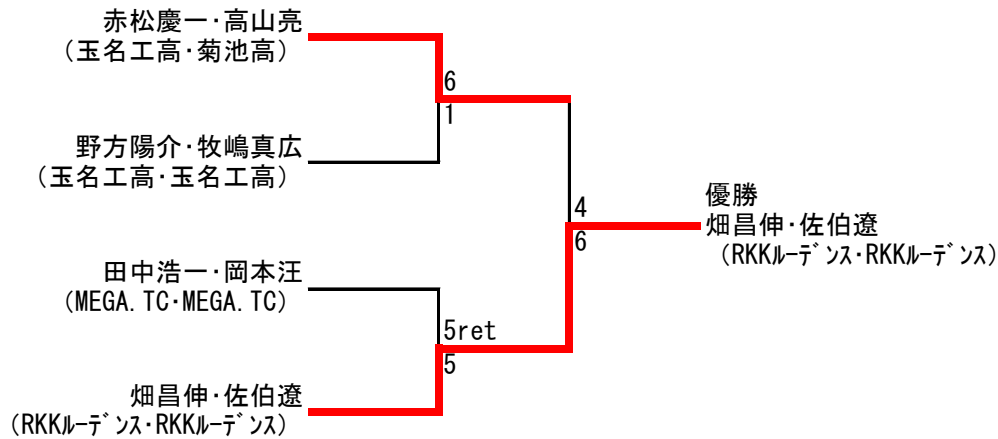 赤松慶一･高山亮
(玉名工高･菊池高)
6
1
野方陽介･牧嶋真広
(玉名工高･玉名工高)
優勝
4
畑昌伸･佐伯遼
6
(RKKﾙｰﾃﾞﾝｽ･RKKﾙｰﾃﾞﾝｽ)
田中浩一･岡本汪
(MEGA.TC･MEGA.TC)
5ret
5
畑昌伸･佐伯遼
(RKKﾙｰﾃﾞﾝｽ･RKKﾙｰﾃﾞﾝｽ)